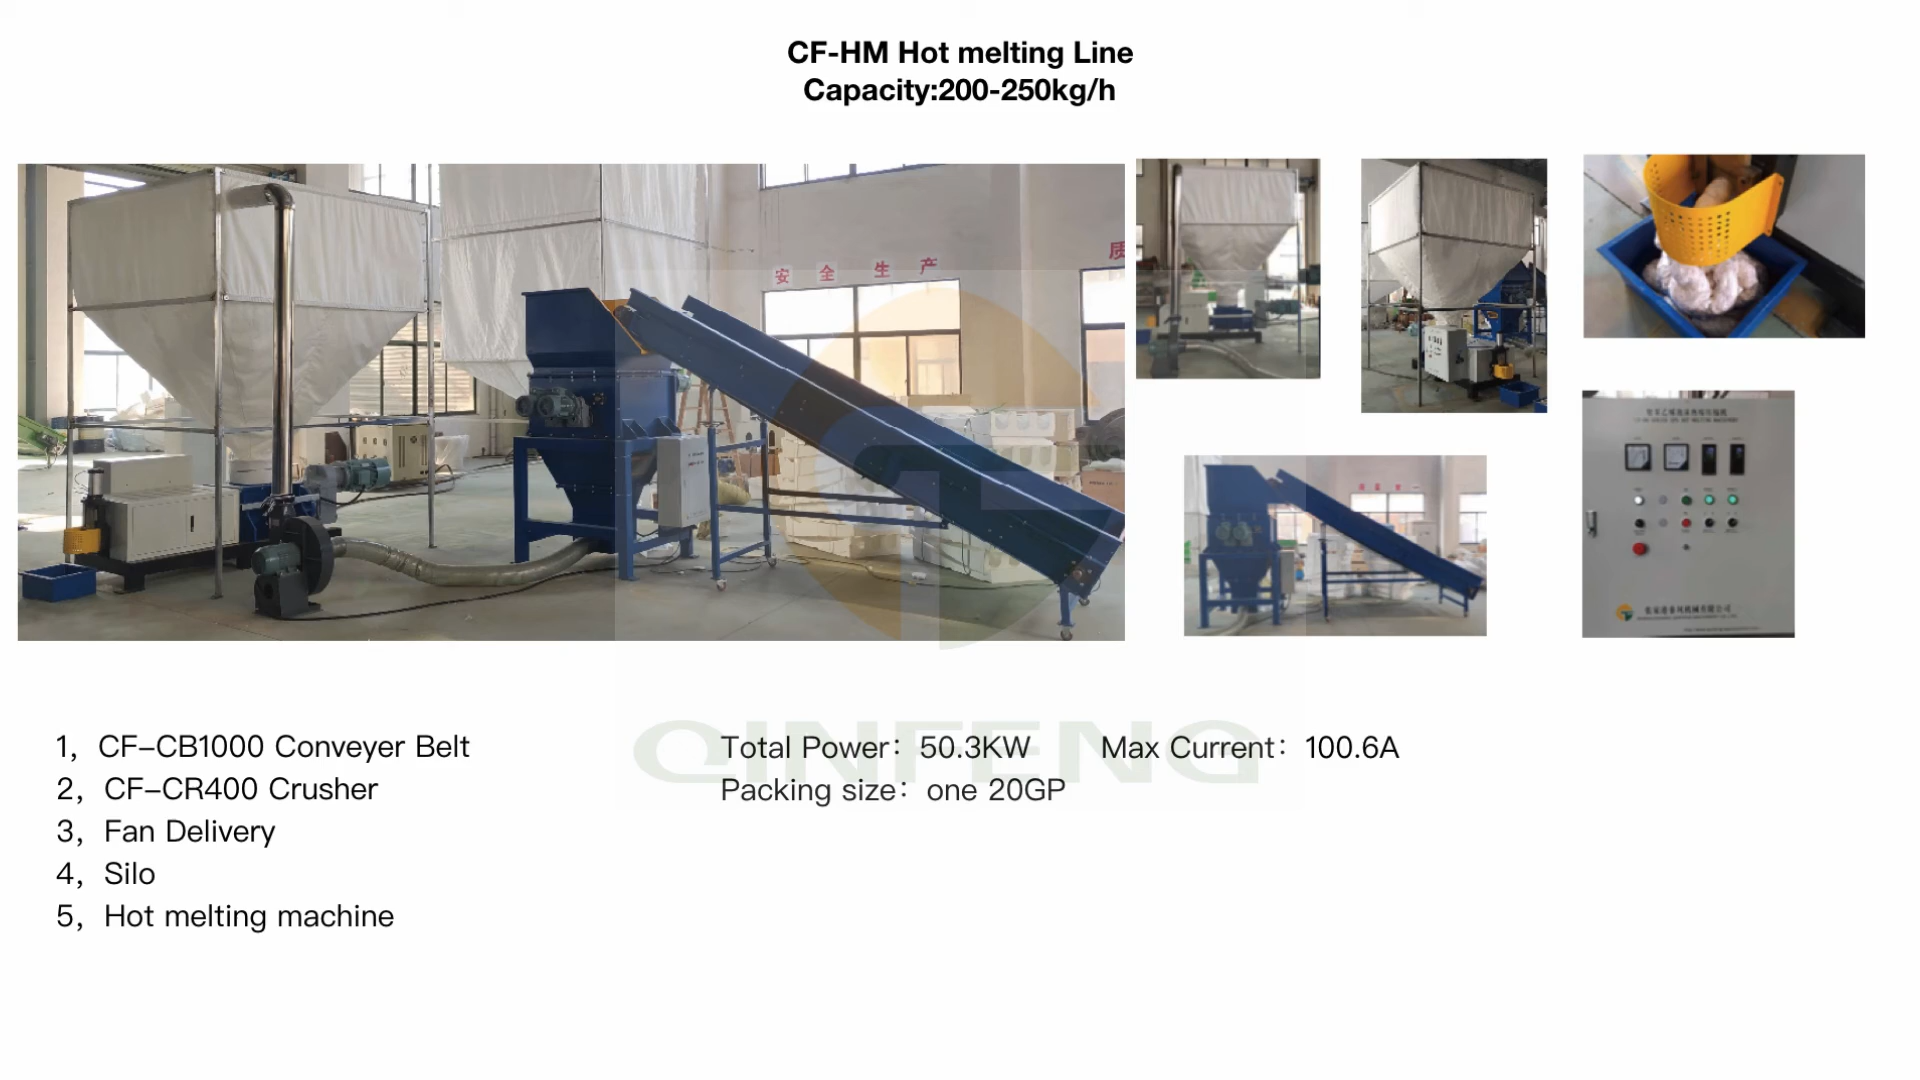 CF-HM Hot melting Line
Capacity:200-250kg/h
安全生产
质
QINFENG
1，CF-CB1000 Conveyer Belt
2，CF-CR400 Crusher
3，Fan Delivery
4，Silo
5，Hot melting machine
Total Power：50.3KW Max Current：100.6A
Packing size：one 20GP